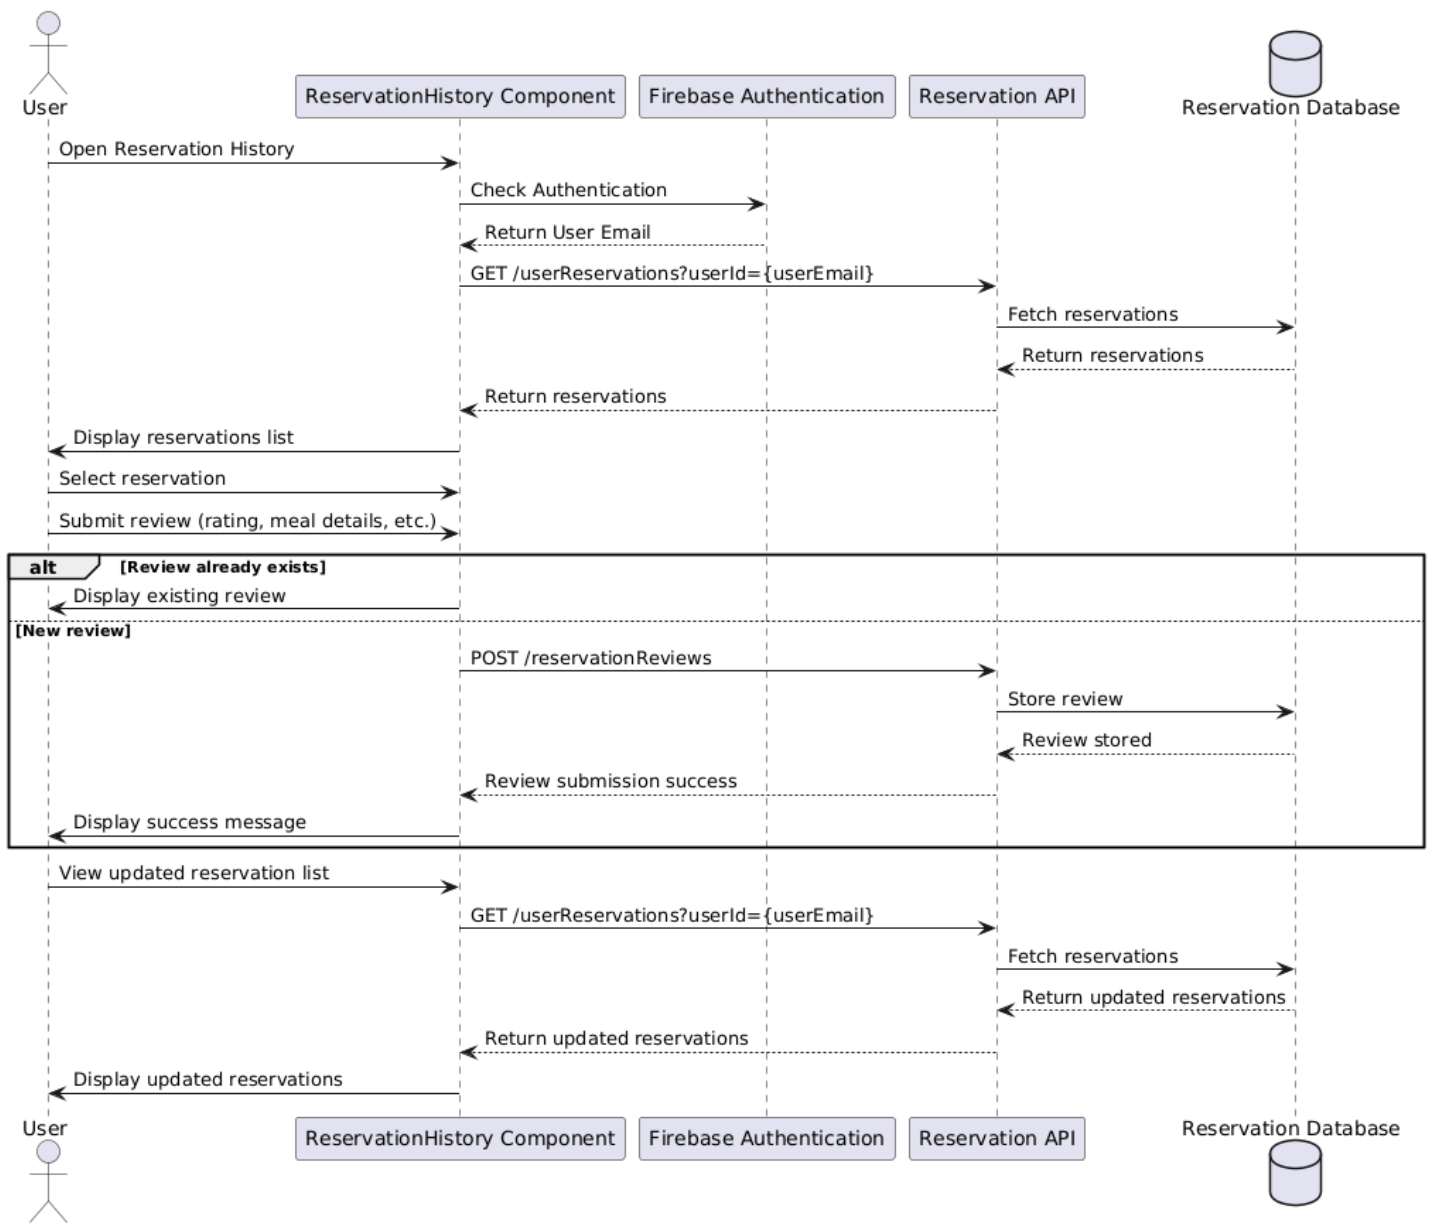 User
ReservationHistory Component
Firebase Authentication
Reservation API
Reservation Database
Open Reservation History
Check Authentication
Return User Email
GET /userReservations?userId={userEmail}
Fetch reservations
Return reservations
Return reservations
Display reservations list
Select reservation
Submit review (rating, meal details, etc.)
alt
[Review already exists]
Display existing review
[New review]
POST /reservationReviews
Store review
Review stored
Review submission success
Display success message
View updated reservation list
GET /userReservations?userId={userEmail}
Fetch reservations
Return updated reservations
Return updated reservations
Display updated reservations
User
ReservationHistory Component
Firebase Authentication
Reservation API
Reservation Database